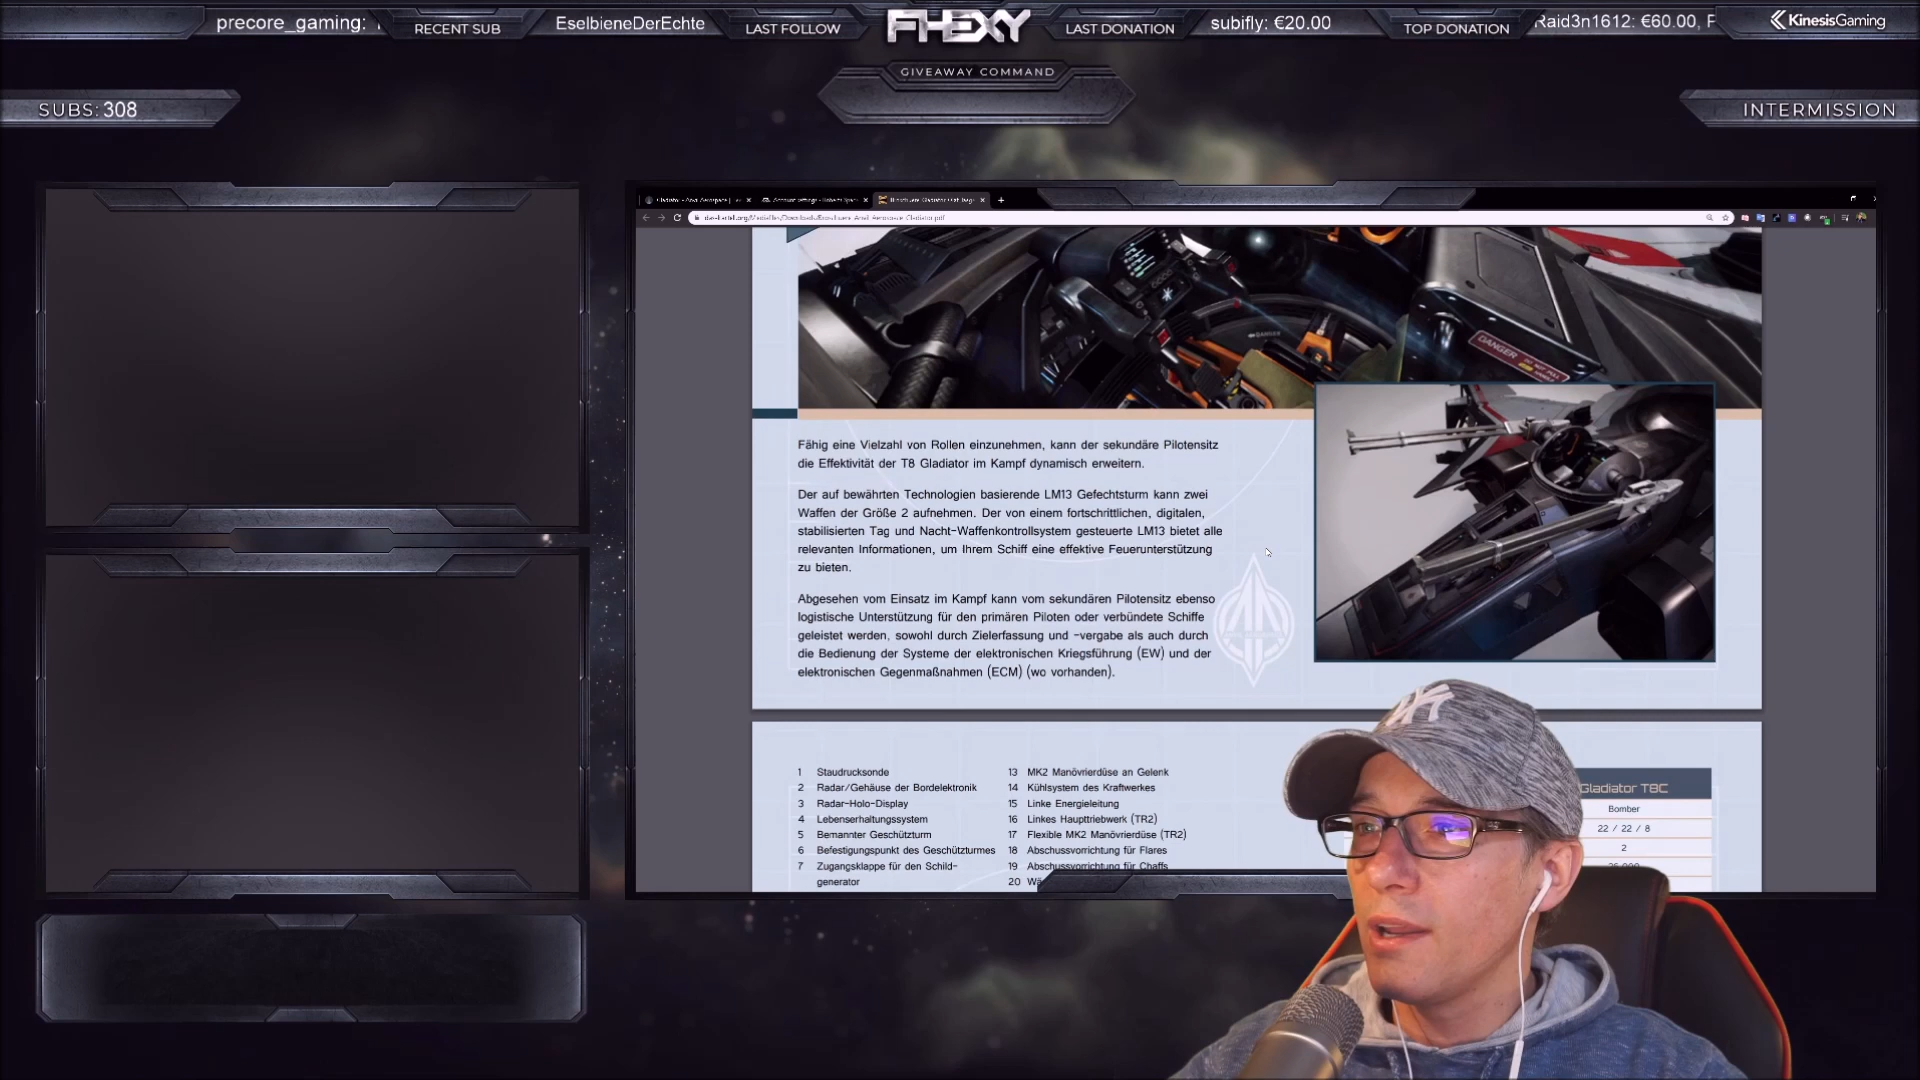 precore_gaming:
RECENT SUB
EselbieneDerEchte
LAST FOLLOW
FHEXY
LAST DONATION
subifly: €20.00
TOP DONATION
Raid3n1612: €60.00, F
KinesisGaming
GIVEAWAY COMMAND
SUBS: 308
INTERMISSION
DANGER
Fähig eine Vielzahl von Rollen einzunehmen, kann der sekundäre Pilotensitz
die Effektivität der T8 Gladiator im Kampf dynamisch erweitern.
Der auf bewährten Technologien basierende LM13 Gefechtsturm kann zwei
Waffen der Größe 2 aufnehmen. Der von einem fortschrittlichen, digitalen,
stabilisierten Tag und Nacht-Waffenkontrollsystem gesteuerte LM13 bietet alle
relevanten Informationen, um Ihrem Schiff eine effektive Feuerunterstützung
zu bieten.
Abgesehen vom Einsatz im Kampf kann vom sekundären Pilotensitz ebenso
logistische Unterstützung für den primären Piloten oder verbündete Schiffe
geleistet werden, sowohl durch Zielerfassung und -vergabe als auch durch
die Bedienung der Systeme der elektronischen Kriegsführung (EW) und der
elektronischen Gegenmaßnahmen (ECM) (wo vorhanden).
1 Staudrucksonde
2 Radar/Gehäuse der Bordelektronik
3 Radar-Holo-Display
4 Lebenserhaltungssystem
5 Bemannter Geschützturm
6 Befestigungspunkt des Geschützturmes
7 Zugangsklappe für den Schild-
generator
13 MK2 Manövrierdüse an Gelenk
14 Kühlsystem des Kraftwerkes
15 Linke Energieleitung
16 Linkes Haupttriebwerk (TR2)
17 Flexible MK2 Manövrierdüse (TR2)
18 Abschussvorrichtung für Flares
19 Abschussvorrichtung für Chaffs
20
Gladiator T8C
Bomber
22 / 22 / 8
2